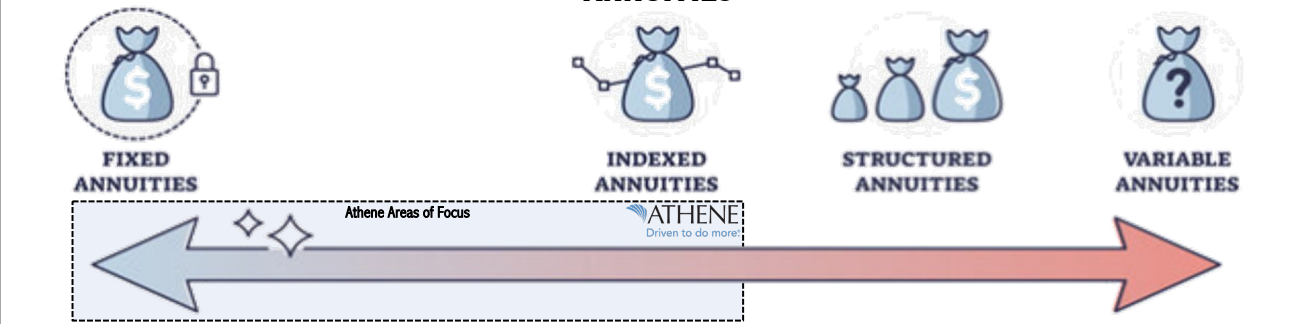 FIXED
ANNUITIES
INDEXED
ANNUITIES
STRUCTURED
ANNUITIES
VARIABLE
ANNUITIES
$
$
$
?
Athene Areas of Focus
ATHENE
Driven to do more.